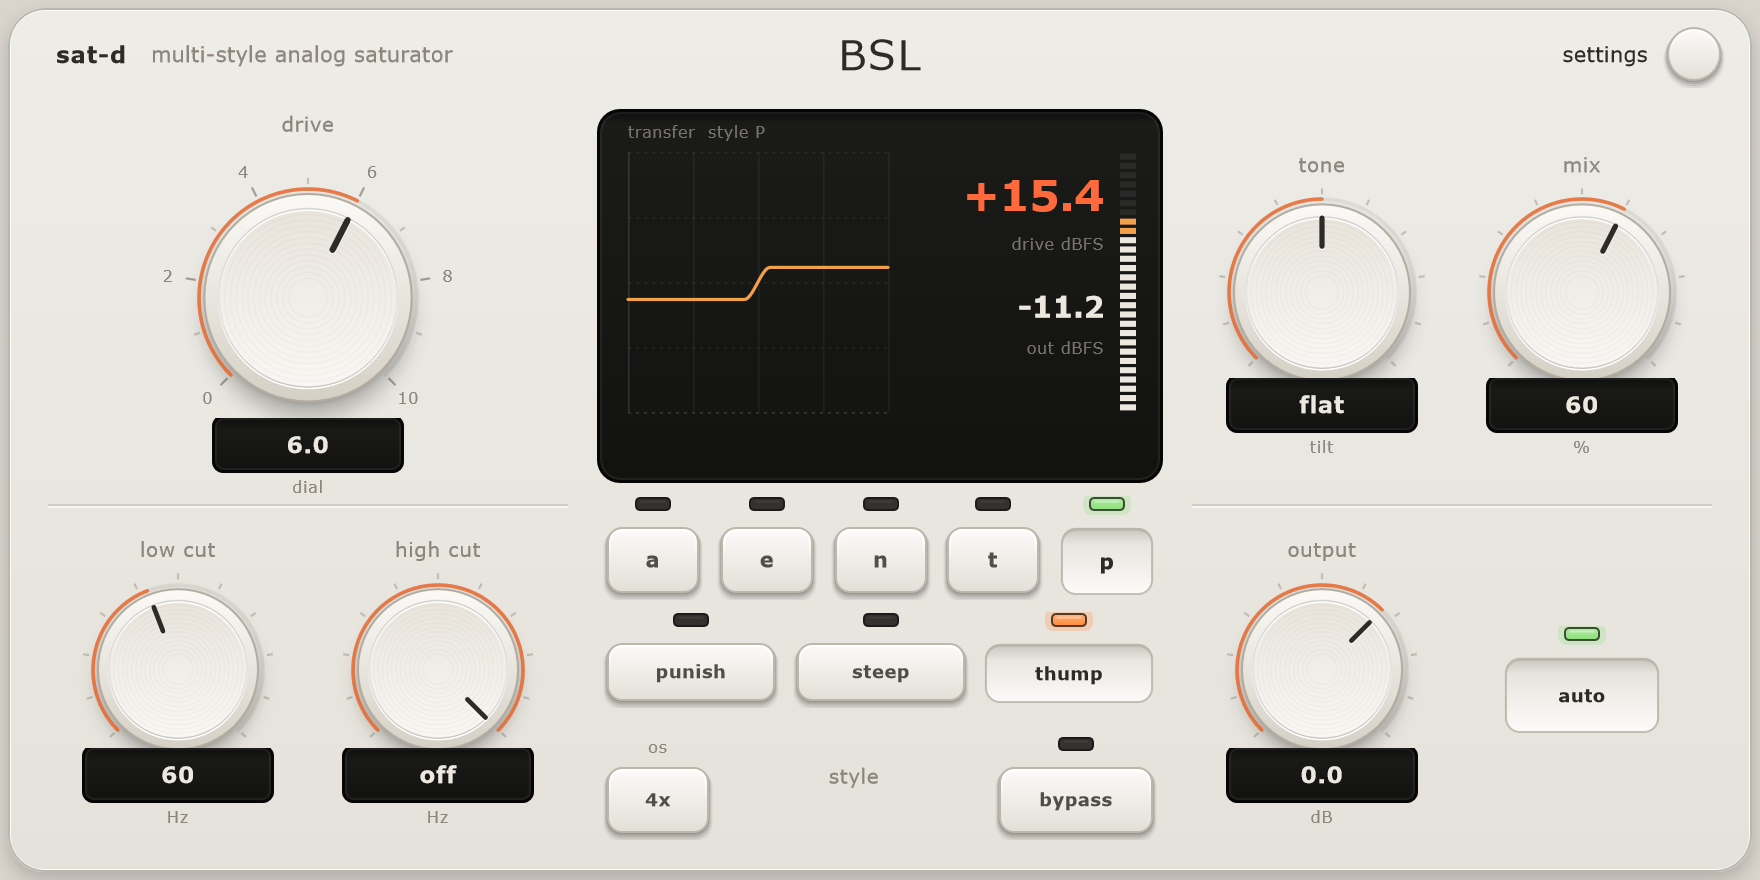 sat-d multi-style analog saturator
BSL
settings
drive
4
6
2
8
0
10
6.0
dial
transfer style P
+15.4
drive dBFS
-11.2
out dBFS
tone
flat
tilt
mix
60
%
low cut
60
Hz
high cut
off
Hz
a
e
n
t
p
punish
steep
thump
os
4x
style
bypass
output
0.0
dB
auto